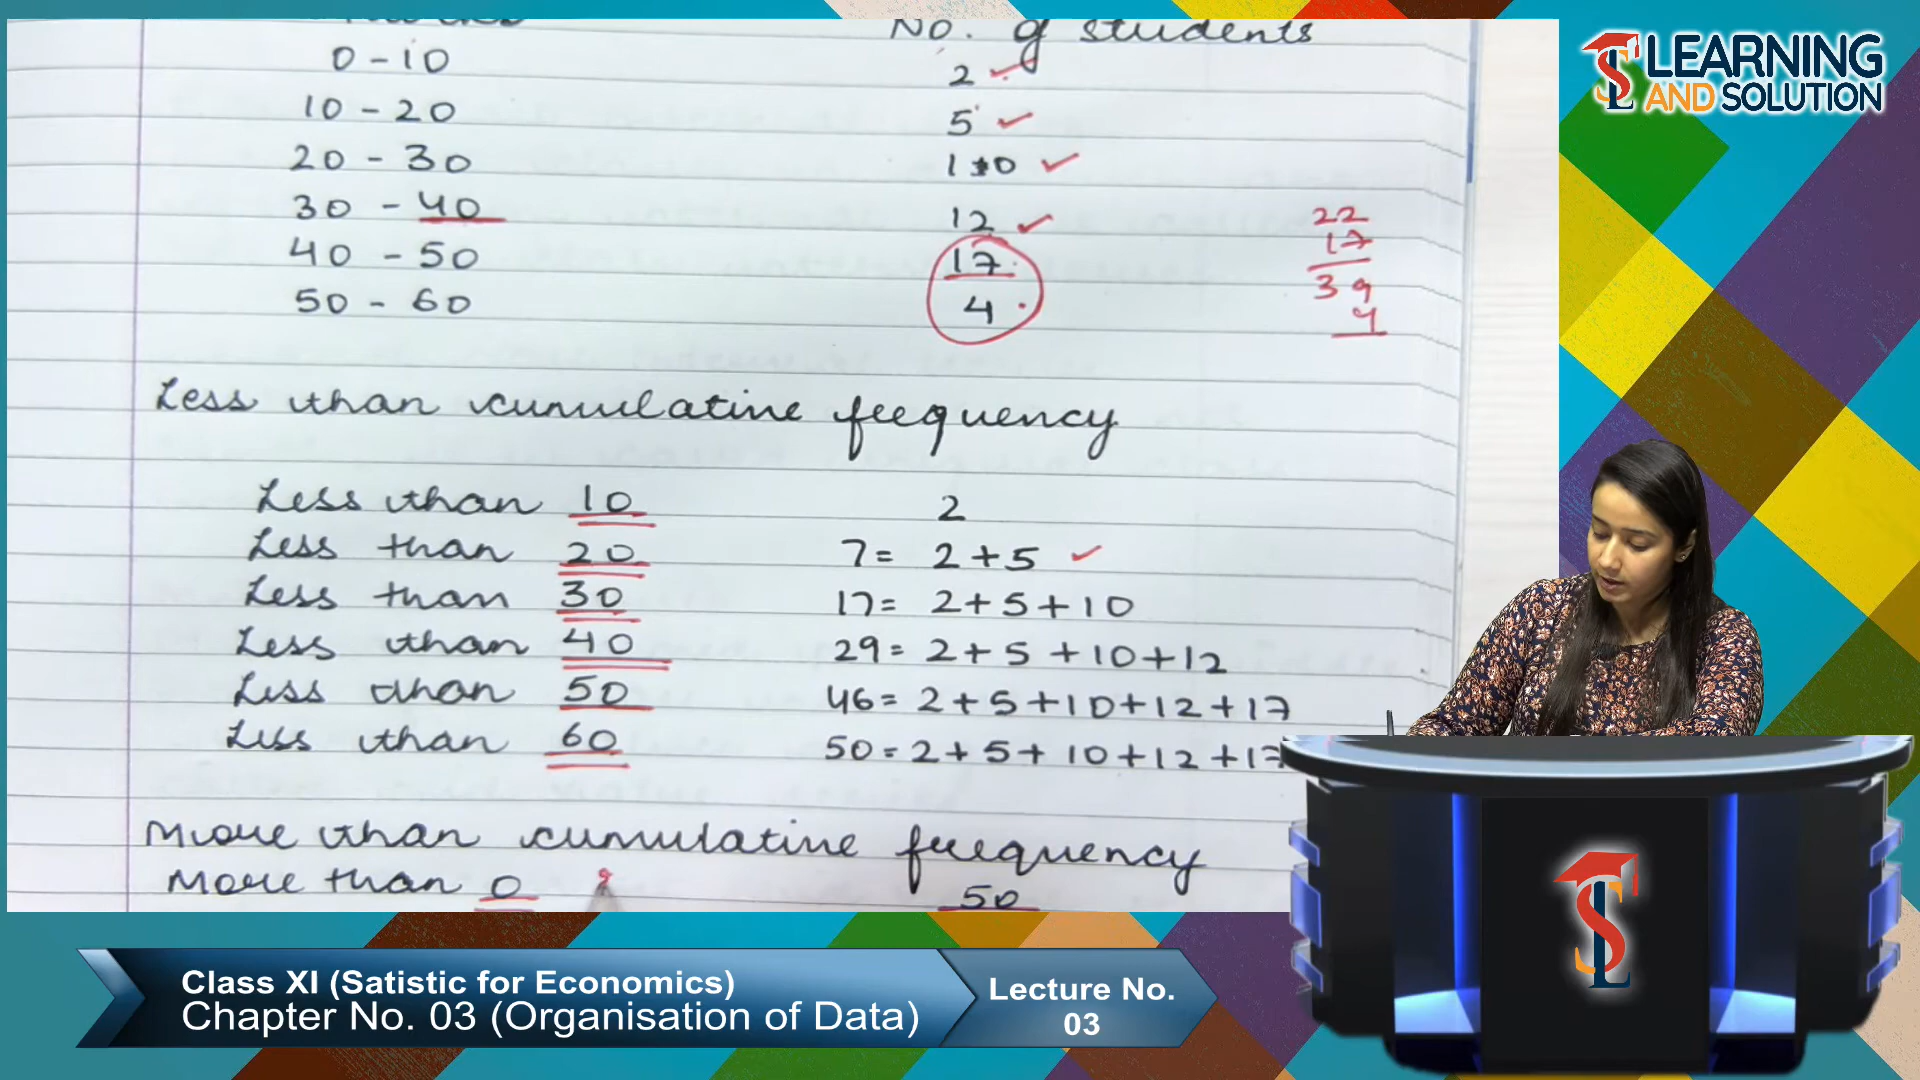 No. of students
0 - 10 2
10 - 20 5
20 - 30 10
30 - 40 12
40 - 50 17
50 - 60 4
22
17
39
4
Less than cumulative frequency
Less than 10 2
Less than 20 7= 2+5
Less than 30 17= 2+5+10
Less than 40 29= 2+5+10+12
Less than 50 46= 2+5+10+12+17
Less than 60 50=2+5+10+12+17
More than cumulative frequency
More than 0 50
LEARNING
AND SOLUTION
Class XI (Satistic for Economics)
Chapter No. 03 (Organisation of Data)
Lecture No.
03